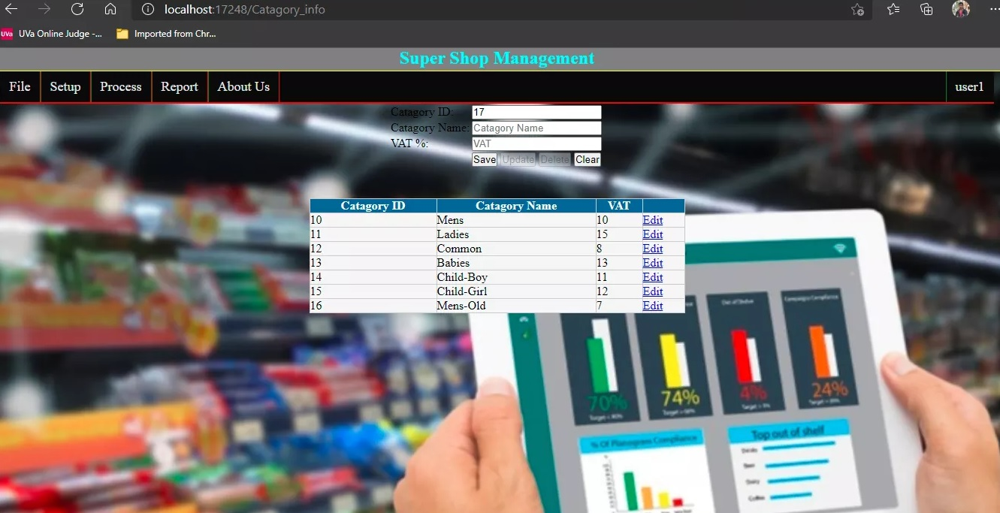 localhost:17248/Catagory_info
UVa UVa Online Judge -... Imported from Chr...
Super Shop Management
File Setup Process Report About Us user1
Catagory ID: 17
Catagory Name: Catagory Name
VAT %: VAT
Save Update Delete Clear
Catagory ID Catagory Name VAT
10 Mens 10 Edit
11 Ladies 15 Edit
12 Common 8 Edit
13 Babies 13 Edit
14 Child-Boy 11 Edit
15 Child-Girl 12 Edit
16 Mens-Old 7 Edit
70% 74% 4% 24%
% Of Planogram Compliance Top out of shelf